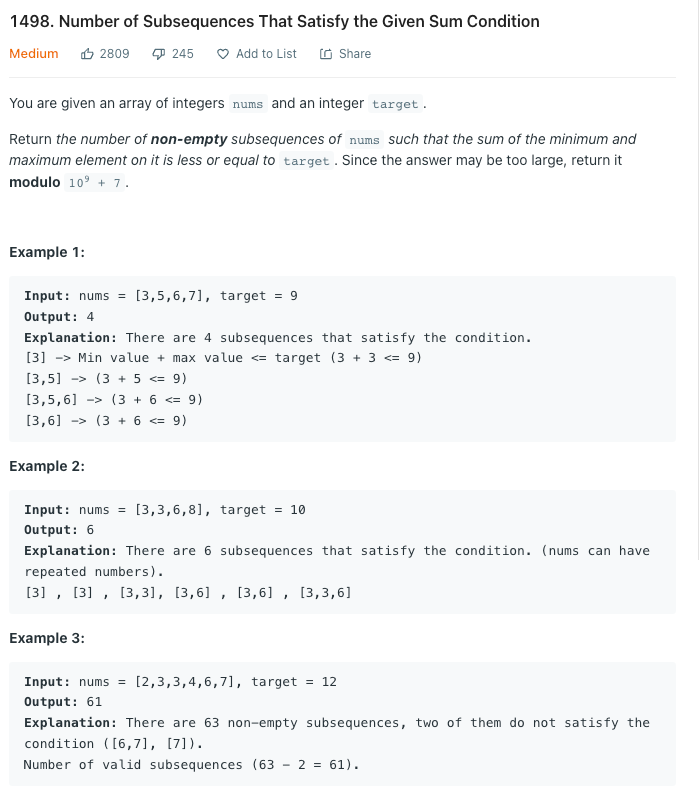 1498. Number of Subsequences That Satisfy the Given Sum Condition
Medium 2809 245 Add to List Share
You are given an array of integers nums and an integer target.
Return the number of non-empty subsequences of nums such that the sum of the minimum and
maximum element on it is less or equal to target. Since the answer may be too large, return it
modulo 10⁹ + 7.
Example 1:
Input: nums = [3,5,6,7], target = 9
Output: 4
Explanation: There are 4 subsequences that satisfy the condition.
[3] -> Min value + max value <= target (3 + 3 <= 9)
[3,5] -> (3 + 5 <= 9)
[3,5,6] -> (3 + 6 <= 9)
[3,6] -> (3 + 6 <= 9)
Example 2:
Input: nums = [3,3,6,8], target = 10
Output: 6
Explanation: There are 6 subsequences that satisfy the condition. (nums can have
repeated numbers).
[3] , [3] , [3,3], [3,6] , [3,6] , [3,3,6]
Example 3:
Input: nums = [2,3,3,4,6,7], target = 12
Output: 61
Explanation: There are 63 non-empty subsequences, two of them do not satisfy the
condition ([6,7], [7]).
Number of valid subsequences (63 - 2 = 61).